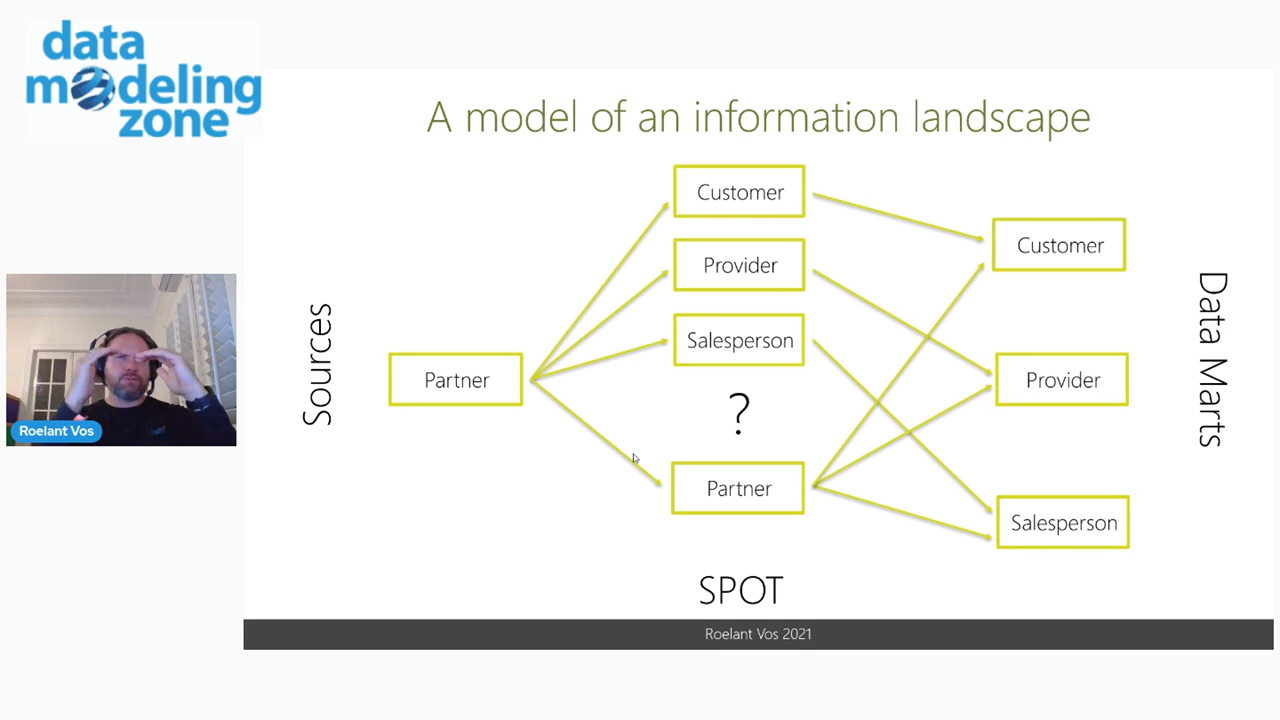 data
modeling
zone
A model of an information landscape
Customer
Provider
Salesperson
?
Partner
Sources
Partner
Customer
Provider
Salesperson
Data Marts
SPOT
Roelant Vos
Roelant Vos 2021